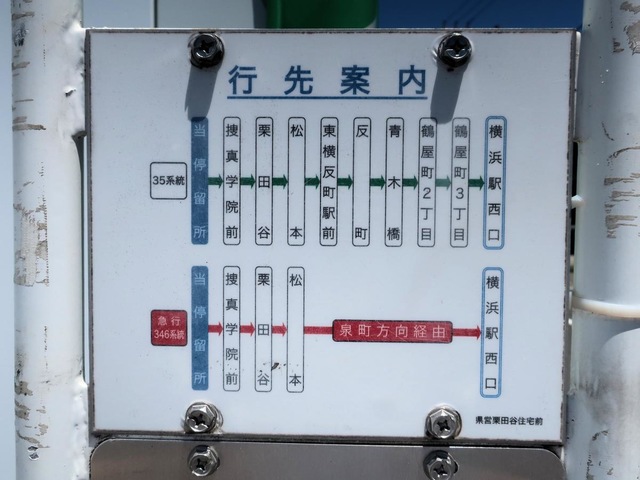 行先案内
35系統
当停留所
捜真学院前
栗田谷
松本
東横反町駅前
反町
青木橋
鶴屋町2丁目
鶴屋町3丁目
横浜駅西口
急行
346系統
当停留所
捜真学院前
栗田谷
松本
泉町方向経由
横浜駅西口
県営栗田谷住宅前